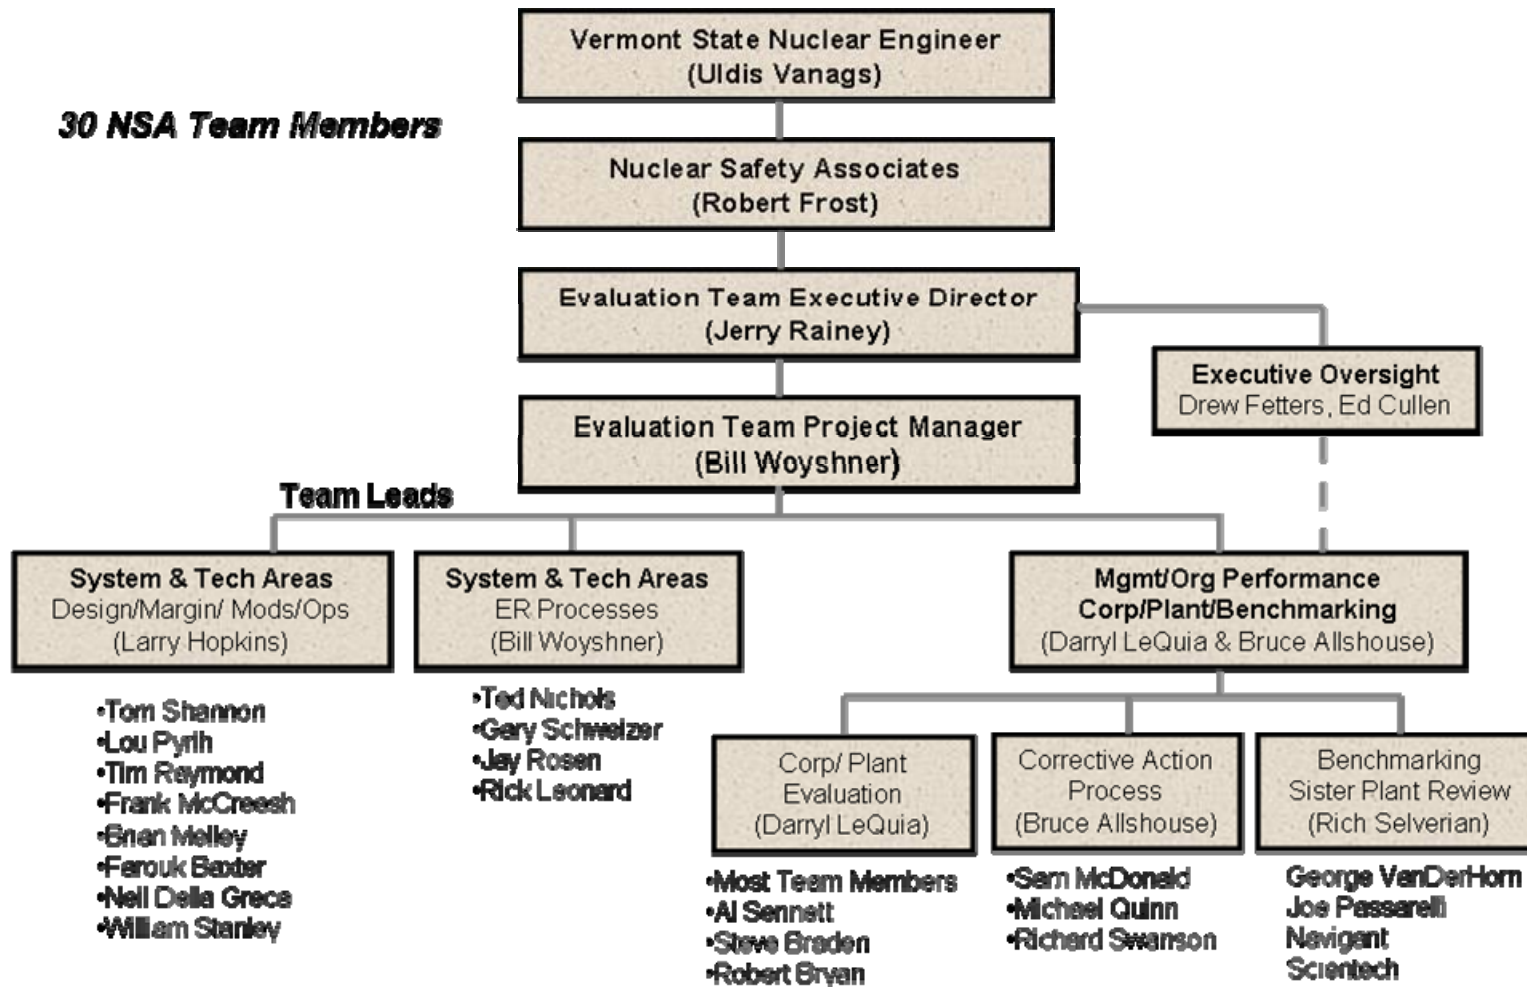 Vermont State Nuclear Engineer
(Uldis Vanags)
30 NSA Team Members
Nuclear Safety Associates
(Robert Frost)
Evaluation Team Executive Director
(Jerry Rainey)
Executive Oversight
Drew Fetters, Ed Cullen
Evaluation Team Project Manager
(Bill Woyshner)
Team Leads
System & Tech Areas
Design/Margin/ Mods/Ops
(Larry Hopkins)
•Tom Shannon
•Lou Pyrih
•Tim Raymond
•Frank McCreesh
•Brian Melley
•Farouk Baxter
•Neil Della Greca
•William Stanley
System & Tech Areas
ER Processes
(Bill Woyshner)
•Ted Nichols
•Gary Schweizer
•Jay Rosen
•Rick Leonard
Mgmt/Org Performance
Corp/Plant/Benchmarking
(Darryl LeQuia & Bruce Allshouse)
Corp/ Plant
Evaluation
(Darryl LeQuia)
•Most Team Members
•Al Sennett
•Steve Braden
•Robert Bryan
Corrective Action
Process
(Bruce Allshouse)
•Sam McDonald
•Michael Quinn
•Richard Swanson
Benchmarking
Sister Plant Review
(Rich Selverian)
George VanDerHorn
Joe Passarelli
Navigant
Scientech